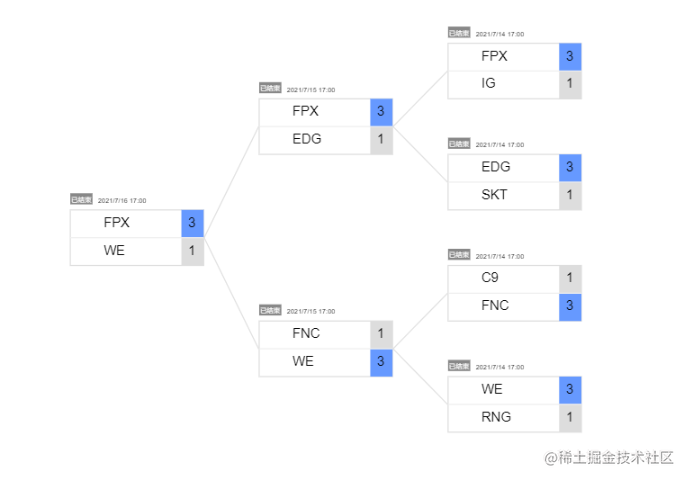 已结束 2021/7/14 17:00
FPX 3
IG 1
已结束 2021/7/15 17:00
FPX 3
EDG 1
已结束 2021/7/14 17:00
EDG 3
SKT 1
已结束 2021/7/16 17:00
FPX 3
WE 1
已结束 2021/7/14 17:00
C9 1
FNC 3
已结束 2021/7/15 17:00
FNC 1
WE 3
已结束 2021/7/14 17:00
WE 3
RNG 1
@稀土掘金技术社区